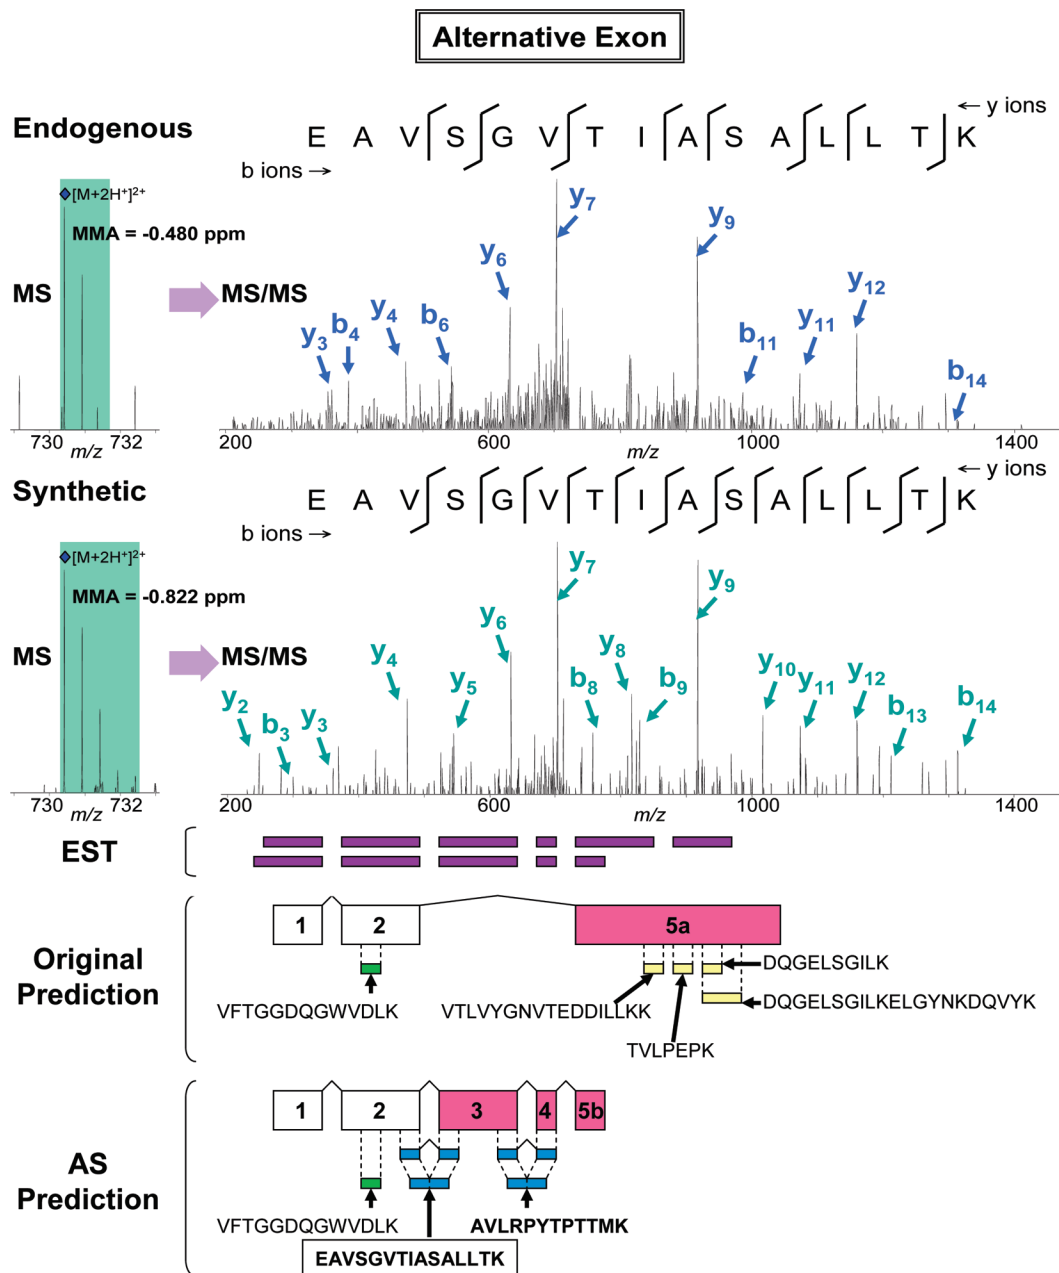 Alternative Exon
Endogenous
E A V S G V T I A S A L L T K
← y ions
b ions →
◆[M+2H⁺]²⁺
MMA = -0.480 ppm
MS
MS/MS
y3
b4
y4
b6
y6
y7
y9
b11
y11
y12
b14
730 732
m/z
200 600 1000 1400
m/z
Synthetic
E A V S G V T I A S A L L T K
← y ions
b ions →
◆[M+2H⁺]²⁺
MMA = -0.822 ppm
MS
MS/MS
y2
b3
y3
y4
y5
y6
y7
b8
y8
b9
y9
y10
y11
y12
b13
b14
730 732
m/z
200 600 1000 1400
m/z
EST
Original
Prediction
1 2 5a
VFTGGDQGWVDLK
VTLVYGNVTEDDILLKK
TVLPEPK
DQGELSGILK
DQGELSGILKELGYNKDQVYK
AS
Prediction
1 2 3 4 5b
VFTGGDQGWVDLK
AVLRPYTPTTMK
EAVSGVTIASALLTK